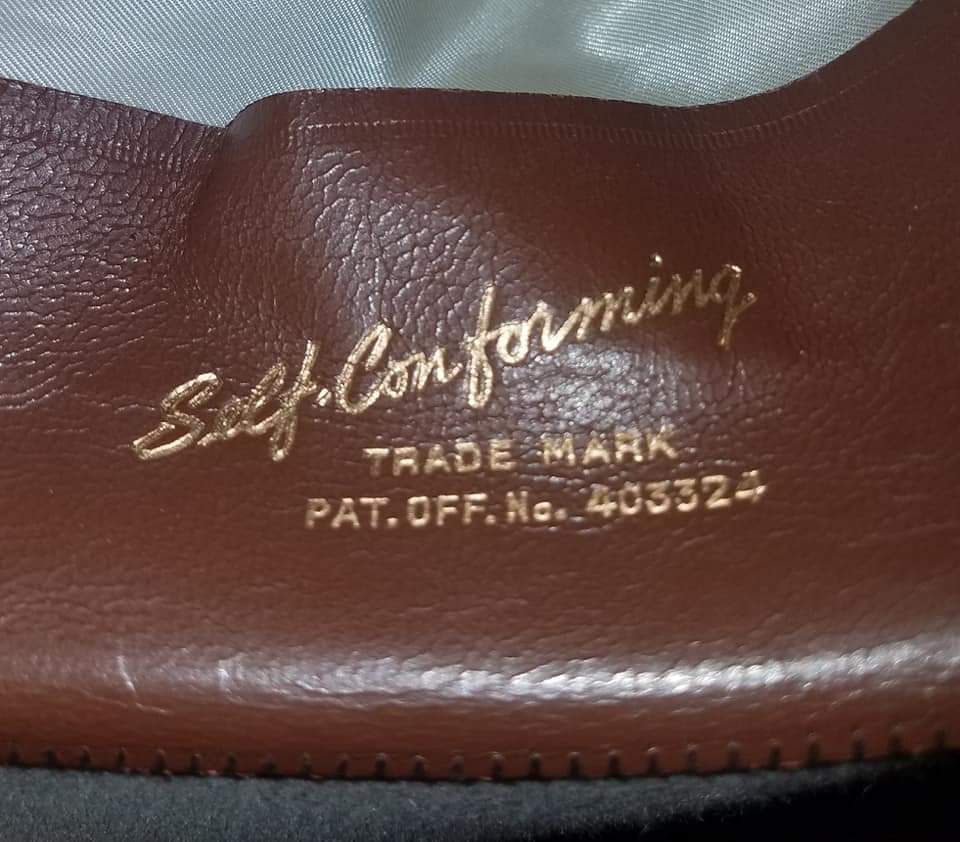 Self-Conforming
TRADE MARK
PAT. OFF. No. 403324